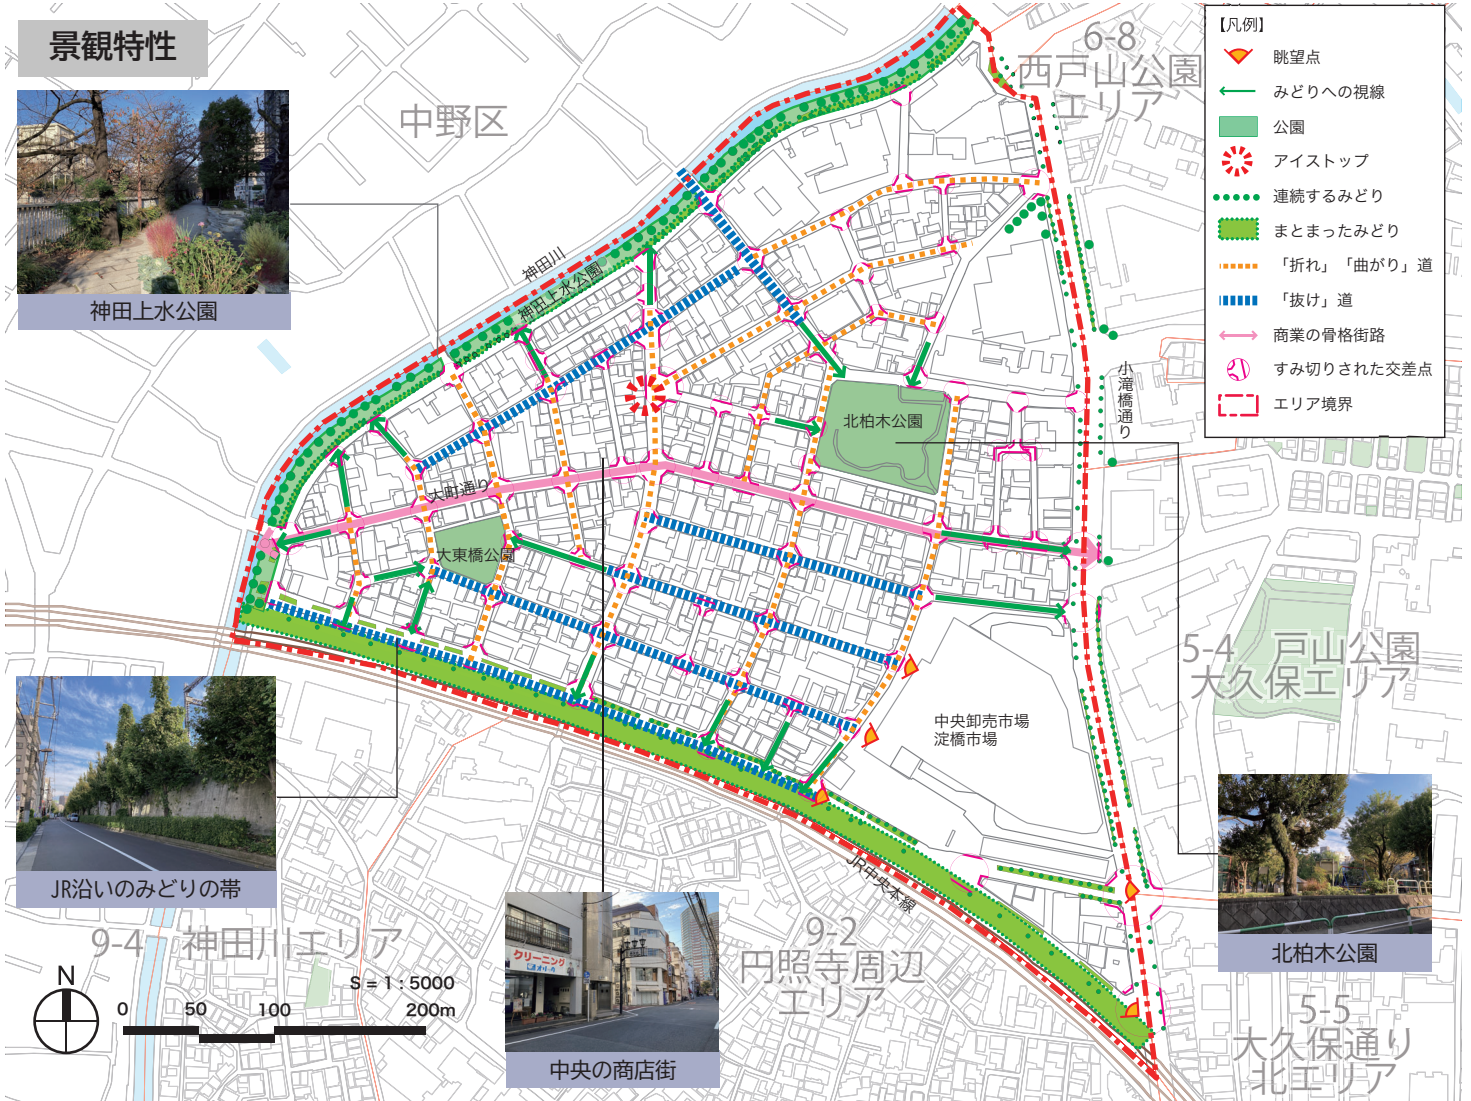 景観特性
中野区
6-8
西戸山公園
エリア
【凡例】
眺望点
みどりへの視線
公園
アイストップ
連続するみどり
まとまったみどり
「折れ」「曲がり」道
「抜け」道
商業の骨格街路
すみ切りされた交差点
エリア境界
神田上水公園
神田川
神田上水公園
小滝橋通り
北柏木公園
大町通り
大東橋公園
5-4 戸山公園
大久保エリア
中央卸売市場
淀橋市場
JR沿いのみどりの帯
JR中央本線
クリーニング
中央の商店街
北柏木公園
9-4 神田川エリア
9-2
円照寺周辺
エリア
5-5
大久保通り
北エリア
N
S = 1 : 5000
0 50 100 200m